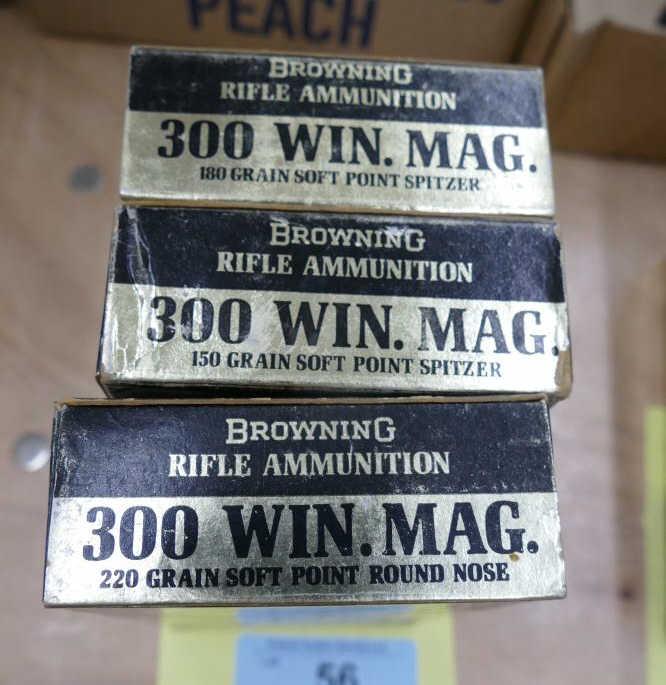 PEACH
BROWNING
RIFLE AMMUNITION
300 WIN. MAG.
180 GRAIN SOFT POINT SPITZER
BROWNING
RIFLE AMMUNITION
300 WIN. MAG.
150 GRAIN SOFT POINT SPITZER
BROWNING
RIFLE AMMUNITION
300 WIN. MAG.
220 GRAIN SOFT POINT ROUND NOSE
56